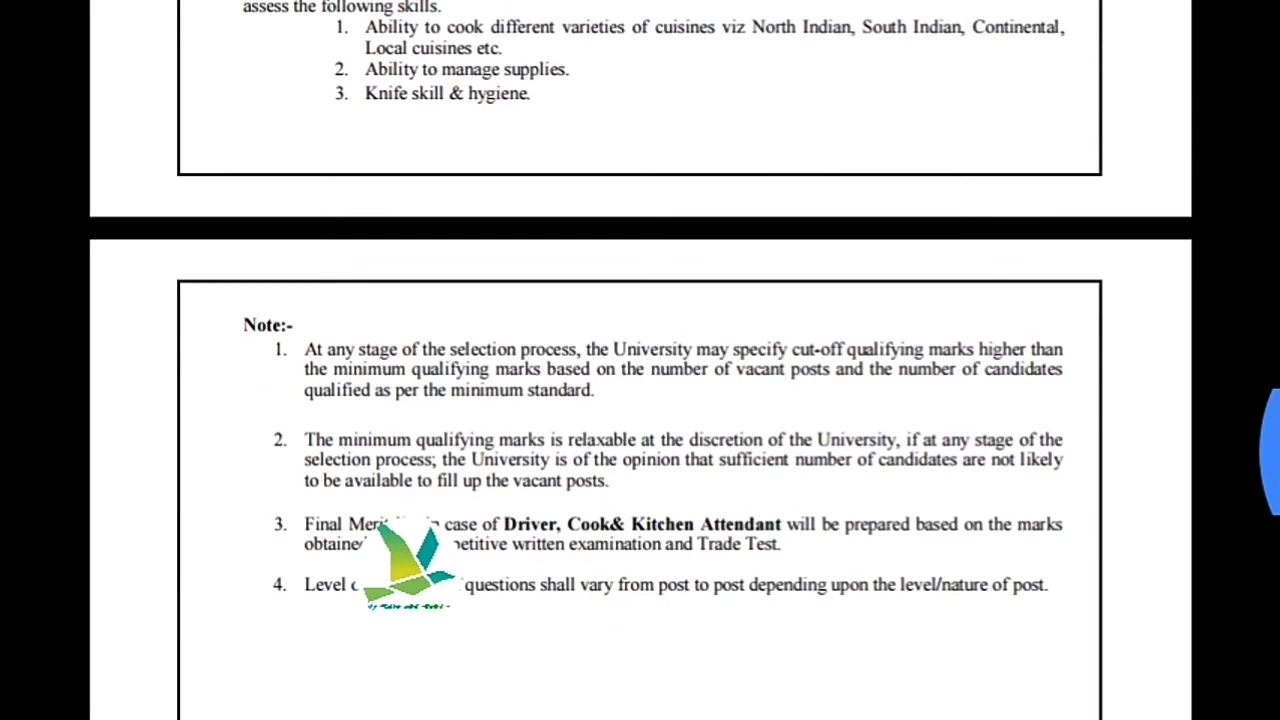 assess the following skills.
1. Ability to cook different varieties of cuisines viz North Indian, South Indian, Continental,
Local cuisines etc.
2. Ability to manage supplies.
3. Knife skill & hygiene.
Note:-
1. At any stage of the selection process, the University may specify cut-off qualifying marks higher than
the minimum qualifying marks based on the number of vacant posts and the number of candidates
qualified as per the minimum standard.
2. The minimum qualifying marks is relaxable at the discretion of the University, if at any stage of the
selection process; the University is of the opinion that sufficient number of candidates are not likely
to be available to fill up the vacant posts.
3. Final case of Driver, Cook& Kitchen Attendant will be prepared based on the marks
written examination and Trade Test.
4. Level questions shall vary from post to post depending upon the level/nature of post.